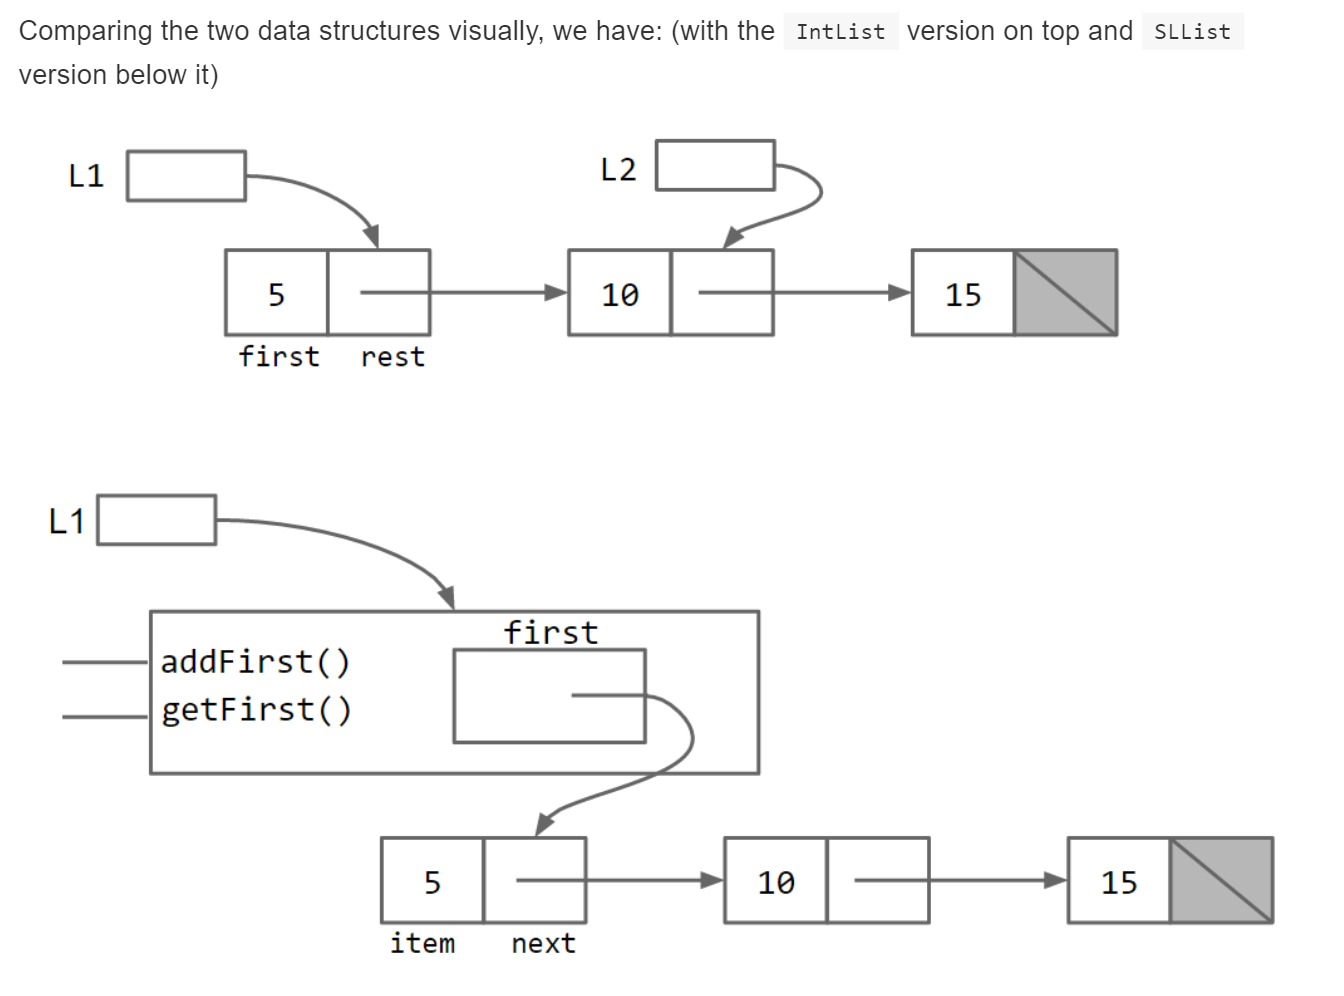 Comparing the two data structures visually, we have: (with the IntList version on top and SLList
version below it)
L1
L2
5
10
15
first rest
L1
first
addFirst()
getFirst()
5
10
15
item next